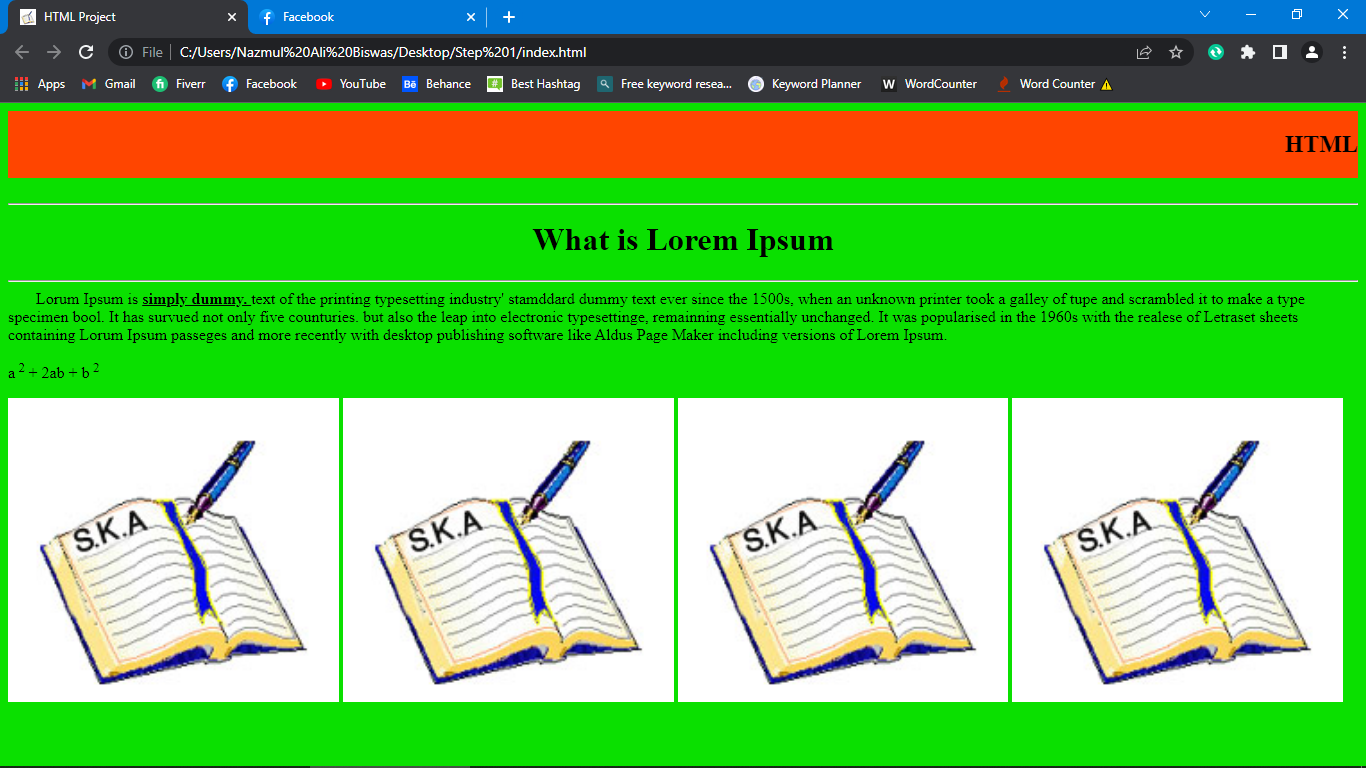 HTML Project
Facebook
File
C:/Users/Nazmul%20Ali%20Biswas/Desktop/Step%201/index.html
Apps Gmail Fiverr Facebook YouTube Behance Best Hashtag Free keyword resea... Keyword Planner WordCounter Word Counter ⚠
HTML
What is Lorem Ipsum
Lorum Ipsum is simply dummy. text of the printing typesetting industry' stamddard dummy text ever since the 1500s, when an unknown printer took a galley of tupe and scrambled it to make a type
specimen bool. It has survued not only five counturies. but also the leap into electronic typesettinge, remainning essentially unchanged. It was popularised in the 1960s with the realese of Letraset sheets
containing Lorum Ipsum passeges and more recently with desktop publishing software like Aldus Page Maker including versions of Lorem Ipsum.
a ² + 2ab + b ²
S.K.A
S.K.A
S.K.A
S.K.A